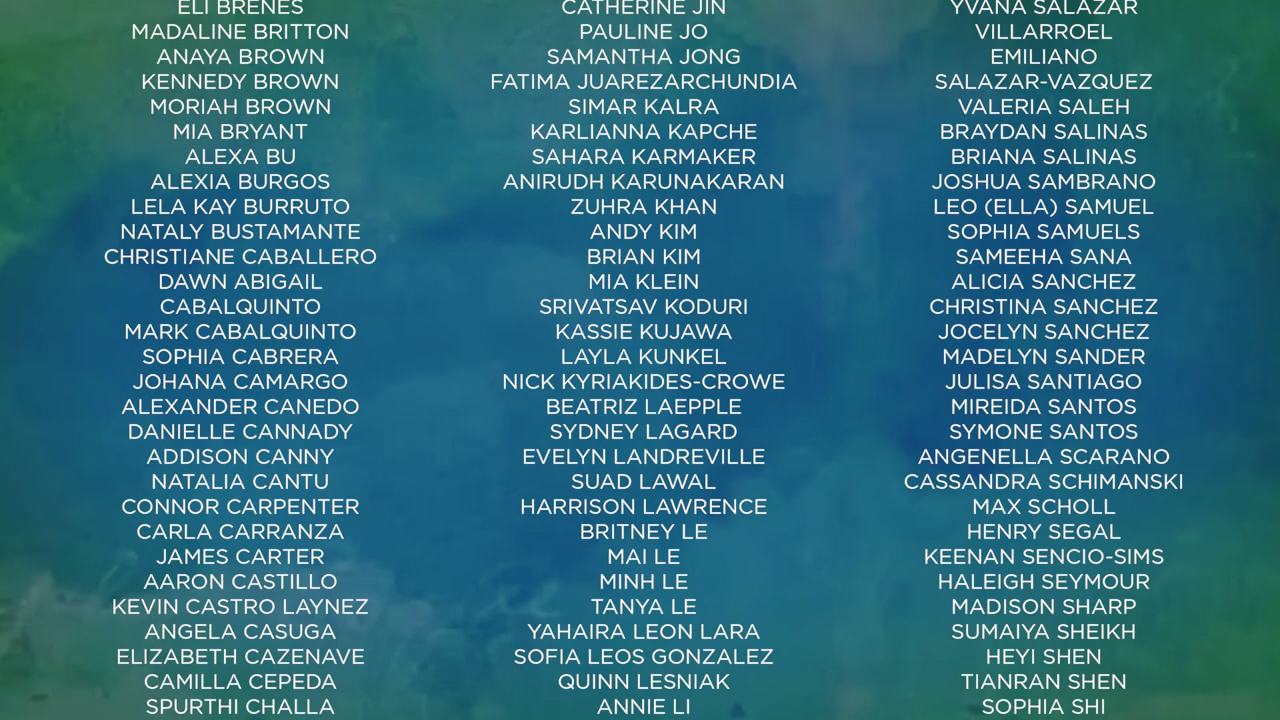 ELI BRENES
MADALINE BRITTON
ANAYA BROWN
KENNEDY BROWN
MORIAH BROWN
MIA BRYANT
ALEXA BU
ALEXIA BURGOS
LELA KAY BURRUTO
NATALY BUSTAMANTE
CHRISTIANE CABALLERO
DAWN ABIGAIL
CABALQUINTO
MARK CABALQUINTO
SOPHIA CABRERA
JOHANA CAMARGO
ALEXANDER CANEDO
DANIELLE CANNADY
ADDISON CANNY
NATALIA CANTU
CONNOR CARPENTER
CARLA CARRANZA
JAMES CARTER
AARON CASTILLO
KEVIN CASTRO LAYNEZ
ANGELA CASUGA
ELIZABETH CAZENAVE
CAMILLA CEPEDA
SPURTHI CHALLA
CATHERINE JIN
PAULINE JO
SAMANTHA JONG
FATIMA JUAREZARCHUNDIA
SIMAR KALRA
KARLIANNA KAPCHE
SAHARA KARMAKER
ANIRUDH KARUNAKARAN
ZUHRA KHAN
ANDY KIM
BRIAN KIM
MIA KLEIN
SRIVATSAV KODURI
KASSIE KUJAWA
LAYLA KUNKEL
NICK KYRIAKIDES-CROWE
BEATRIZ LAEPPLE
SYDNEY LAGARD
EVELYN LANDREVILLE
SUAD LAWAL
HARRISON LAWRENCE
BRITNEY LE
MAI LE
MINH LE
TANYA LE
YAHAIRA LEON LARA
SOFIA LEOS GONZALEZ
QUINN LESNIAK
ANNIE LI
YVANA SALAZAR
VILLARROEL
EMILIANO
SALAZAR-VAZQUEZ
VALERIA SALEH
BRAYDAN SALINAS
BRIANA SALINAS
JOSHUA SAMBRANO
LEO (ELLA) SAMUEL
SOPHIA SAMUELS
SAMEEHA SANA
ALICIA SANCHEZ
CHRISTINA SANCHEZ
JOCELYN SANCHEZ
MADELYN SANDER
JULISA SANTIAGO
MIREIDA SANTOS
SYMONE SANTOS
ANGENELLA SCARANO
CASSANDRA SCHIMANSKI
MAX SCHOLL
HENRY SEGAL
KEENAN SENCIO-SIMS
HALEIGH SEYMOUR
MADISON SHARP
SUMAIYA SHEIKH
HEYI SHEN
TIANRAN SHEN
SOPHIA SHI